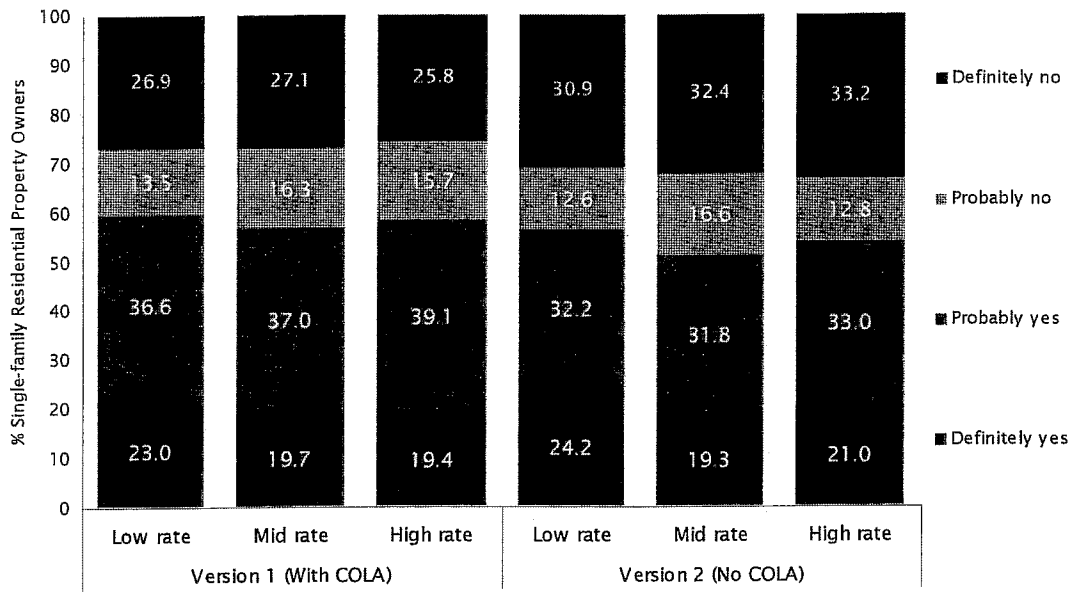 % Single-family Residential Property Owners
100
90
80
70
60
50
40
30
20
10
0
26.9 27.1 25.8 30.9 32.4 33.2
13.5 16.3 15.7 12.6 16.6 12.8
36.6 37.0 39.1 32.2 31.8 33.0
23.0 19.7 19.4 24.2 19.3 21.0
Definitely no
Probably no
Probably yes
Definitely yes
Low rate Mid rate High rate Low rate Mid rate High rate
Version 1 (With COLA) Version 2 (No COLA)